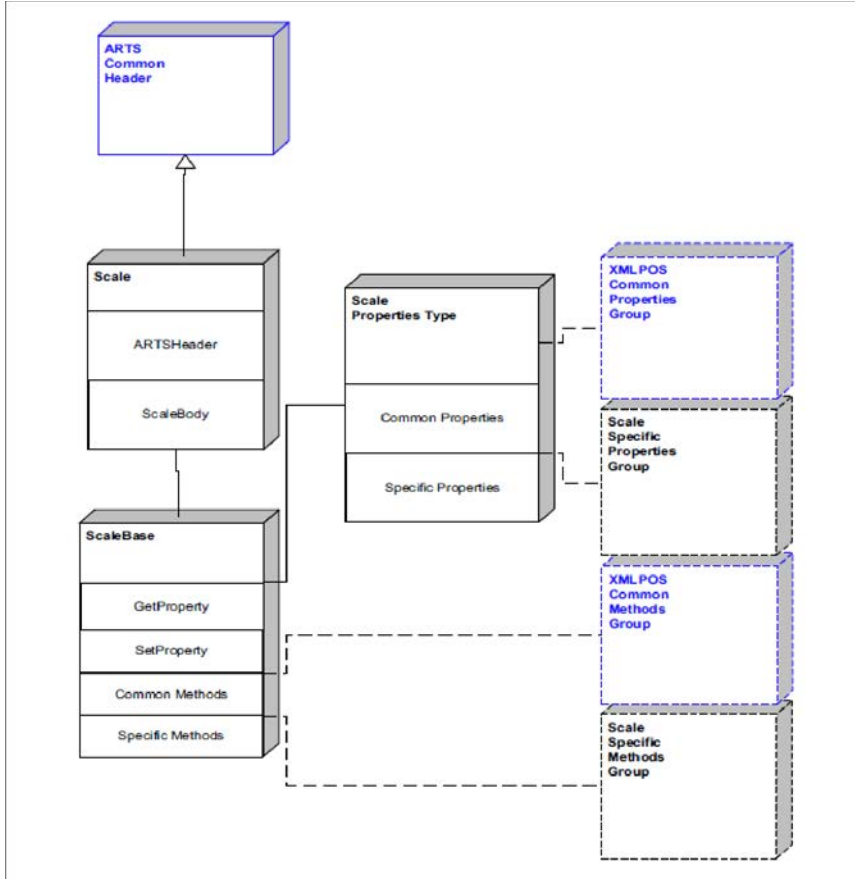 ARTS
Common
Header
Scale
ARTSHeader
ScaleBody
Scale
Properties Type
Common Properties
Specific Properties
XMLPOS
Common
Properties
Group
Scale
Specific
Properties
Group
ScaleBase
GetProperty
SetProperty
Common Methods
Specific Methods
XMLPOS
Common
Methods
Group
Scale
Specific
Methods
Group